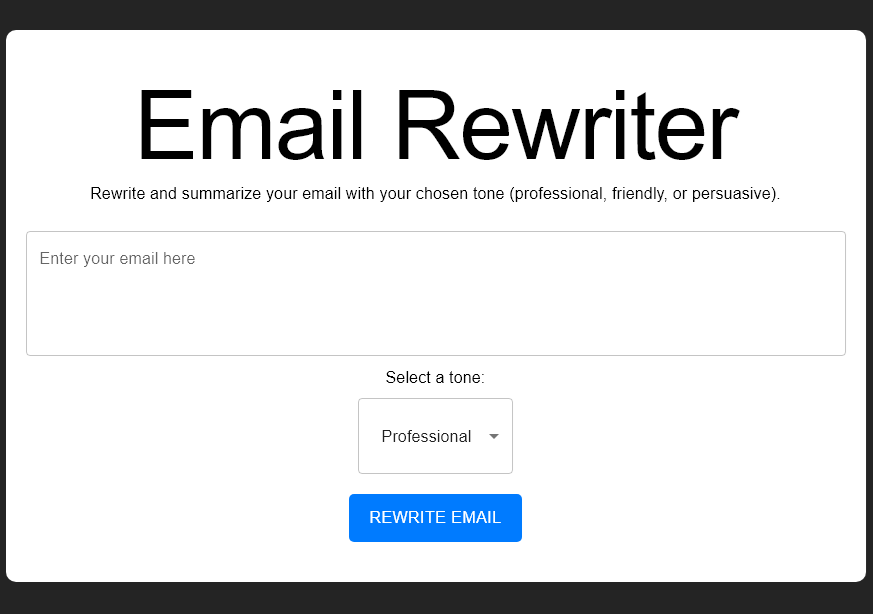 Email Rewriter
Rewrite and summarize your email with your chosen tone (professional, friendly, or persuasive).
Enter your email here
Select a tone:
Professional
REWRITE EMAIL